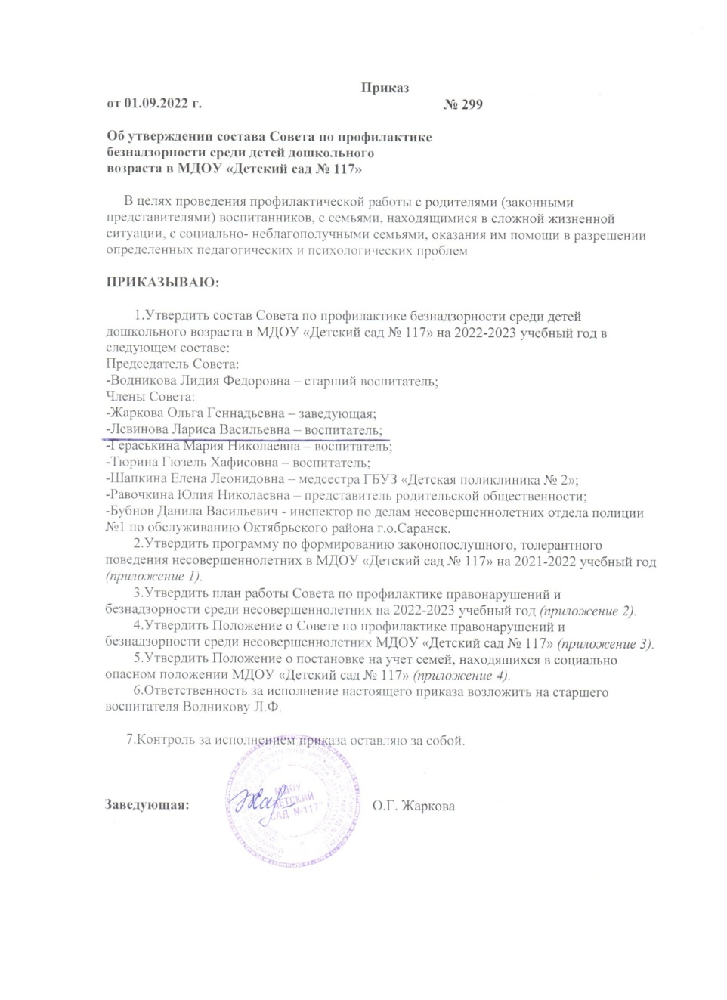 Приказ
от 01.09.2022 г. № 299
Об утверждении состава Совета по профилактике
безнадзорности среди детей дошкольного
возраста в МДОУ «Детский сад № 117»
В целях проведения профилактической работы с родителями (законными
представителями) воспитанников, с семьями, находящимися в сложной жизненной
ситуации, с социально- неблагополучными семьями, оказания им помощи в разрешении
определенных педагогических и психологических проблем
ПРИКАЗЫВАЮ:
1.Утвердить состав Совета по профилактике безнадзорности среди детей
дошкольного возраста в МДОУ «Детский сад № 117» на 2022-2023 учебный год в
следующем составе:
Председатель Совета:
-Водникова Лидия Федоровна – старший воспитатель;
Члены Совета:
-Жаркова Ольга Геннадьевна – заведующая;
-Левинова Лариса Васильевна – воспитатель;
-Гераськина Мария Николаевна – воспитатель;
-Тюрина Гюзель Хафисовна – воспитатель;
-Шапкина Елена Леонидовна – медсестра ГБУЗ «Детская поликлиника № 2»;
-Равочкина Юлия Николаевна – представитель родительской общественности;
-Бубнов Данила Васильевич - инспектор по делам несовершеннолетних отдела полиции
№1 по обслуживанию Октябрьского района г.о.Саранск.
2.Утвердить программу по формированию законопослушного, толерантного
поведения несовершеннолетних в МДОУ «Детский сад № 117» на 2021-2022 учебный год
(приложение 1).
3.Утвердить план работы Совета по профилактике правонарушений и
безнадзорности среди несовершеннолетних на 2022-2023 учебный год (приложение 2).
4.Утвердить Положение о Совете по профилактике правонарушений и
безнадзорности среди несовершеннолетних МДОУ «Детский сад № 117» (приложение 3).
5.Утвердить Положение о постановке на учет семей, находящихся в социально
опасном положении МДОУ «Детский сад № 117» (приложение 4).
6.Ответственность за исполнение настоящего приказа возложить на старшего
воспитателя Водникову Л.Ф.
7.Контроль за исполнением приказа оставляю за собой.
МДОУ
"ДЕТСКИЙ
САД №117"
Заведующая: О.Г. Жаркова